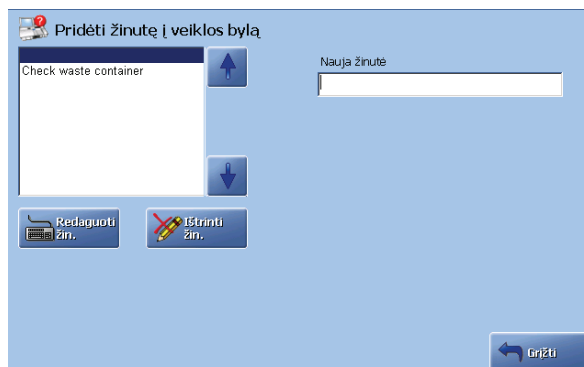 Pridėti žinutę į veiklos bylą
Check waste container
Nauja žinutė
Redaguoti
žin.
Ištrinti
žin.
Grįžti